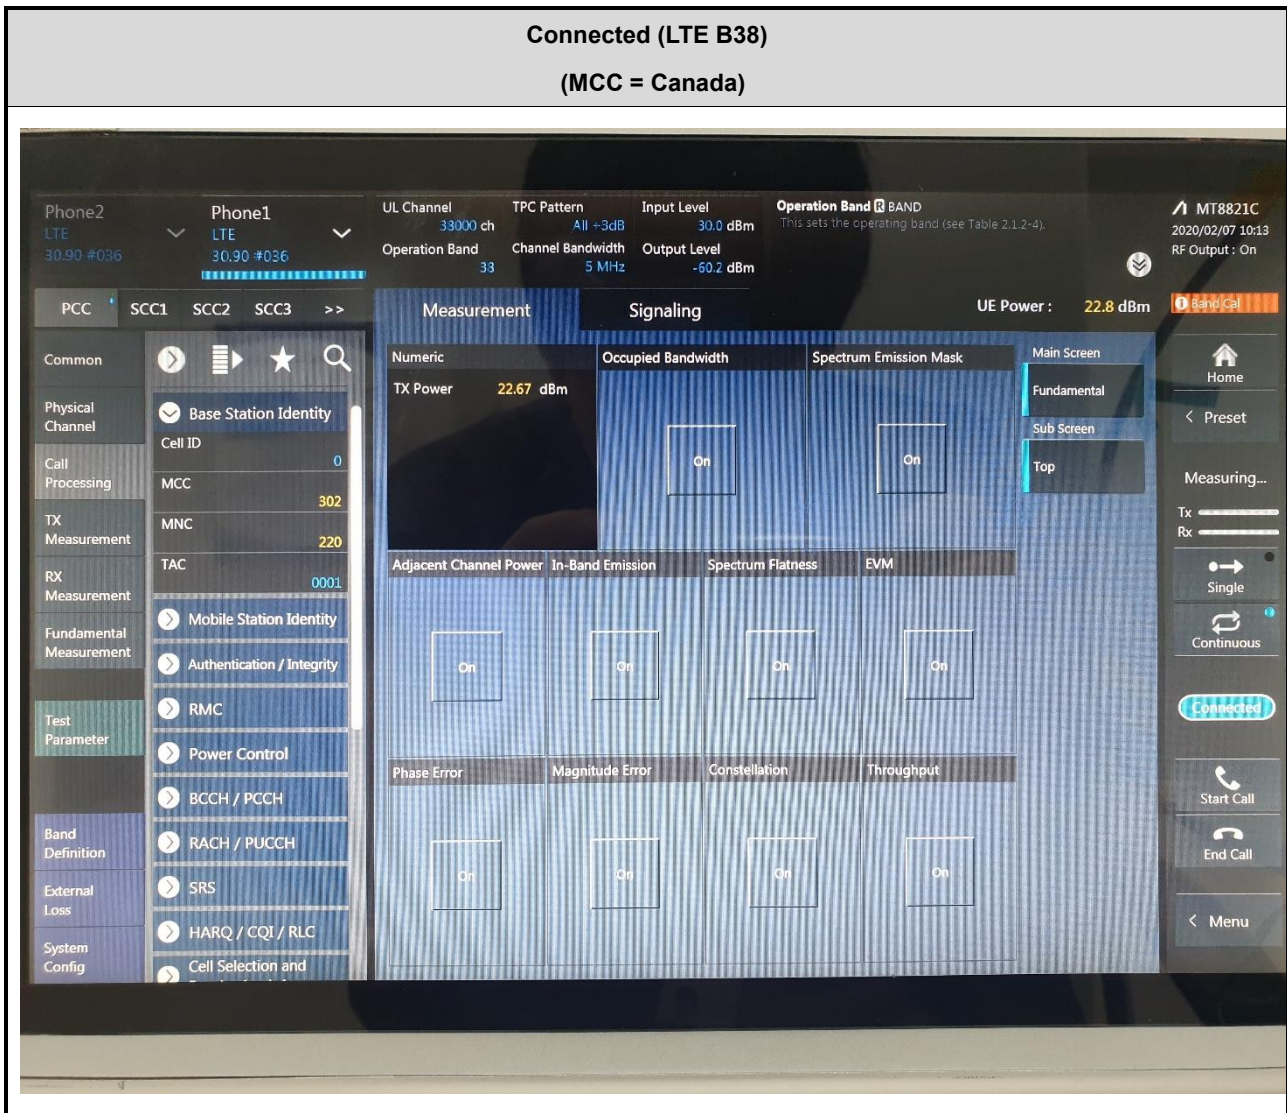 Connected (LTE B38)
(MCC = Canada)
Phone2
LTE
30.90 #036
Phone1
LTE
30.90 #036
UL Channel
38000 ch
Operation Band
38
TPC Pattern
All +3dB
Channel Bandwidth
5 MHz
Input Level
30.0 dBm
Output Level
-60.2 dBm
Operation Band R BAND
This sets the operating band (see Table 2.1.2-4).
MT8821C
2020/02/07 10:13
RF Output : On
PCC SCC1 SCC2 SCC3 >>
Measurement
Signaling
UE Power : 22.8 dBm
Band Cal
Common
Physical
Channel
Call
Processing
TX
Measurement
RX
Measurement
Fundamental
Measurement
Test
Parameter
Band
Definition
External
Loss
System
Config
Base Station Identity
Cell ID
0
MCC
302
MNC
220
TAC
0001
Mobile Station Identity
Authentication / Integrity
RMC
Power Control
BCCH / PCCH
RACH / PUCCH
SRS
HARQ / CQI / RLC
Cell Selection and
Numeric
TX Power 22.67 dBm
Occupied Bandwidth
On
Spectrum Emission Mask
On
Adjacent Channel Power
On
In-Band Emission
On
Spectrum Flatness
On
EVM
On
Phase Error
On
Magnitude Error
On
Constellation
On
Throughput
On
Main Screen
Fundamental
Sub Screen
Top
Home
< Preset
Measuring...
Tx
Rx
Single
Continuous
Connected
Start Call
End Call
< Menu